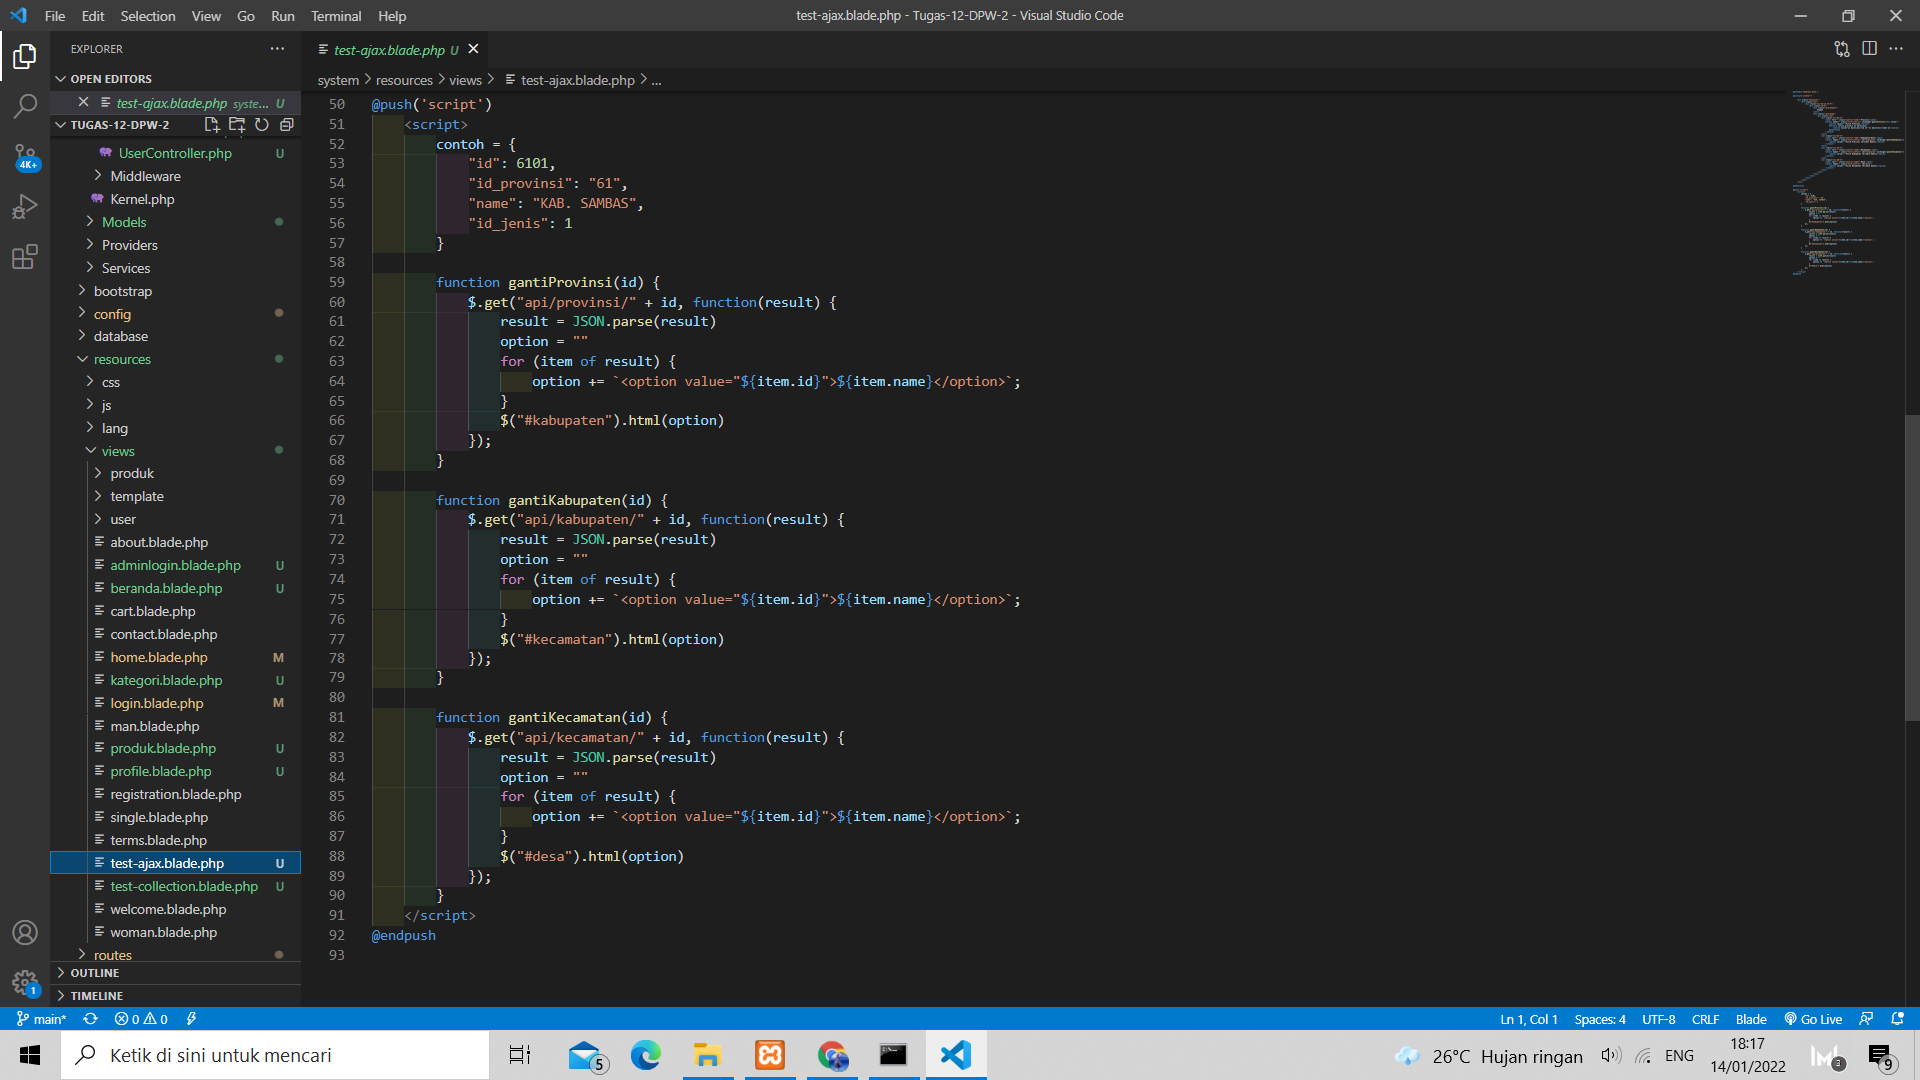 File Edit Selection View Go Run Terminal Help
test-ajax.blade.php - Tugas-12-DPW-2 - Visual Studio Code
EXPLORER
OPEN EDITORS
test-ajax.blade.php syste... U
TUGAS-12-DPW-2
UserController.php U
Middleware
Kernel.php
Models
Providers
Services
bootstrap
config
database
resources
css
js
lang
views
produk
template
user
about.blade.php
adminlogin.blade.php U
beranda.blade.php U
cart.blade.php
contact.blade.php
home.blade.php M
kategori.blade.php U
login.blade.php M
man.blade.php
produk.blade.php U
profile.blade.php U
registration.blade.php
single.blade.php
terms.blade.php
test-ajax.blade.php U
test-collection.blade.php U
welcome.blade.php
woman.blade.php
routes
OUTLINE
TIMELINE
4K+
1
test-ajax.blade.php U
system > resources > views > test-ajax.blade.php > ...
50 @push('script')
51 <script>
52 contoh = {
53 "id": 6101,
54 "id_provinsi": "61",
55 "name": "KAB. SAMBAS",
56 "id_jenis": 1
57 }
58
59 function gantiProvinsi(id) {
60 $.get("api/provinsi/" + id, function(result) {
61 result = JSON.parse(result)
62 option = ""
63 for (item of result) {
64 option += `<option value="${item.id}">${item.name}</option>`;
65 }
66 $("#kabupaten").html(option)
67 });
68 }
69
70 function gantiKabupaten(id) {
71 $.get("api/kabupaten/" + id, function(result) {
72 result = JSON.parse(result)
73 option = ""
74 for (item of result) {
75 option += `<option value="${item.id}">${item.name}</option>`;
76 }
77 $("#kecamatan").html(option)
78 });
79 }
80
81 function gantiKecamatan(id) {
82 $.get("api/kecamatan/" + id, function(result) {
83 result = JSON.parse(result)
84 option = ""
85 for (item of result) {
86 option += `<option value="${item.id}">${item.name}</option>`;
87 }
88 $("#desa").html(option)
89 });
90 }
91 </script>
92 @endpush
93
main* 0 0
Ln 1, Col 1 Spaces: 4 UTF-8 CRLF Blade Go Live
Ketik di sini untuk mencari
5
26°C Hujan ringan
ENG
18:17
14/01/2022
3
9